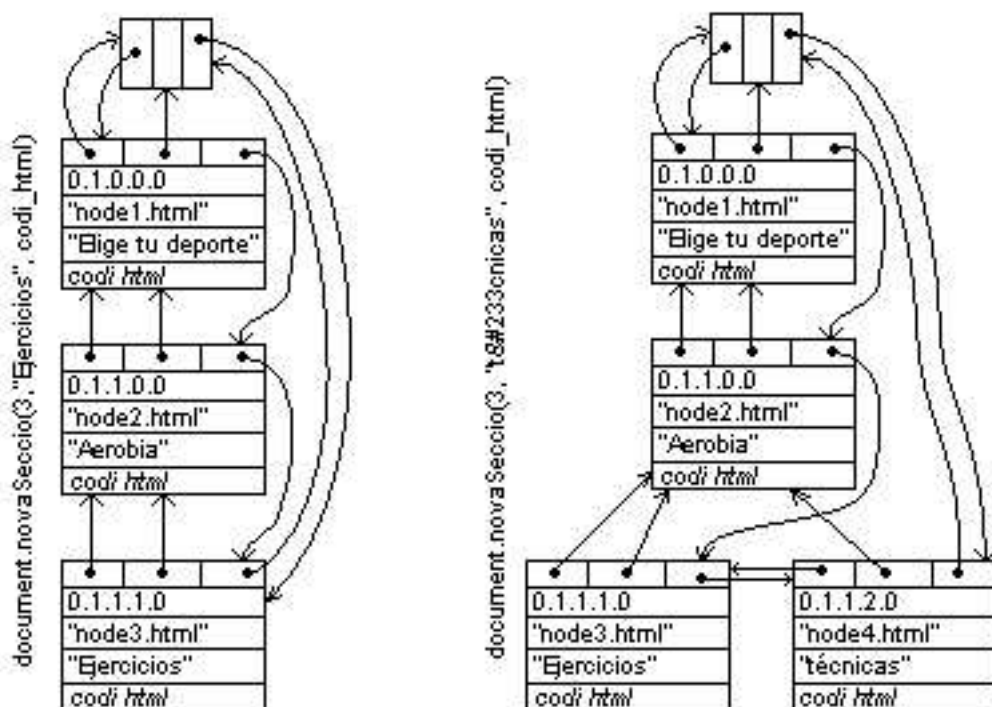 document.novaSeccio(3,"Ejercicios", codi_html)
0.1.0.0.0
"node1.html"
"Elige tu deporte"
codi html
0.1.1.0.0
"node2.html"
"Aerobia"
codi html
0.1.1.1.0
"node3.html"
"Ejercicios"
codi html
document.novaSeccio(3, "t&#233cnicas", codi_html)
0.1.0.0.0
"node1.html"
"Elige tu deporte"
codi html
0.1.1.0.0
"node2.html"
"Aerobia"
codi html
0.1.1.1.0
"node3.html"
"Ejercicios"
codi html
0.1.1.2.0
"node4.html"
"técnicas"
codi html